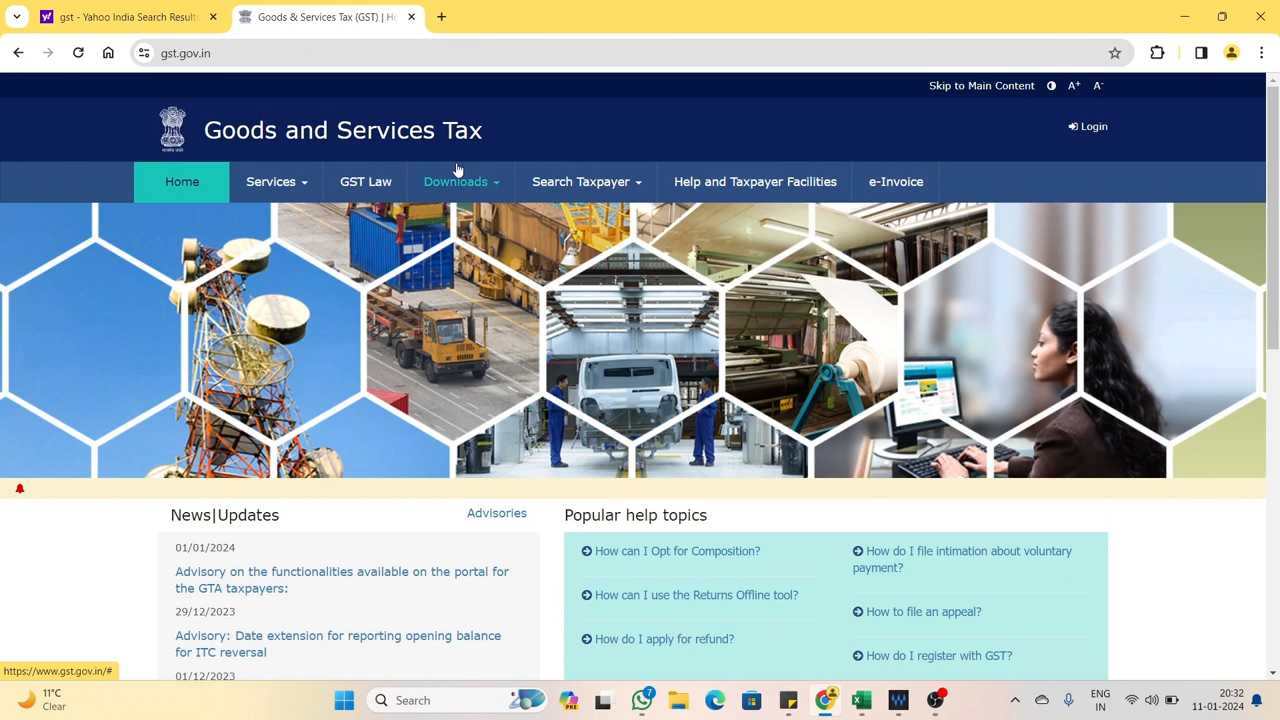 gst - Yahoo India Search Results
Goods & Services Tax (GST) | Ho
gst.gov.in
Skip to Main Content A+ A-
Goods and Services Tax
Login
Home Services GST Law Downloads Search Taxpayer Help and Taxpayer Facilities e-Invoice
News|Updates
Advisories
01/01/2024
Advisory on the functionalities available on the portal for
the GTA taxpayers:
29/12/2023
Advisory: Date extension for reporting opening balance
for ITC reversal
01/12/2023
Popular help topics
How can I Opt for Composition?
How can I use the Returns Offline tool?
How do I apply for refund?
How do I file intimation about voluntary
payment?
How to file an appeal?
How do I register with GST?
https://www.gst.gov.in/#
11°C
Clear
Search
PRE
7
ENG
IN
20:32
11-01-2024